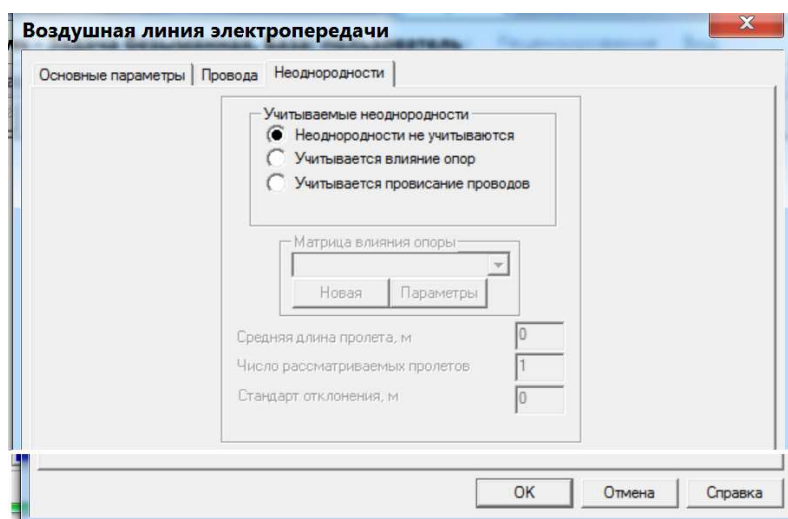 Воздушная линия электропередачи
Основные параметры
Провода
Неоднородности
Учитываемые неоднородности
Неоднородности не учитываются
Учитывается влияние опор
Учитывается провисание проводов
Матрица влияния опоры
Новая
Параметры
Средняя длина пролета, м
0
Число рассматриваемых пролетов
1
Стандарт отклонения, м
0
OK
Отмена
Справка